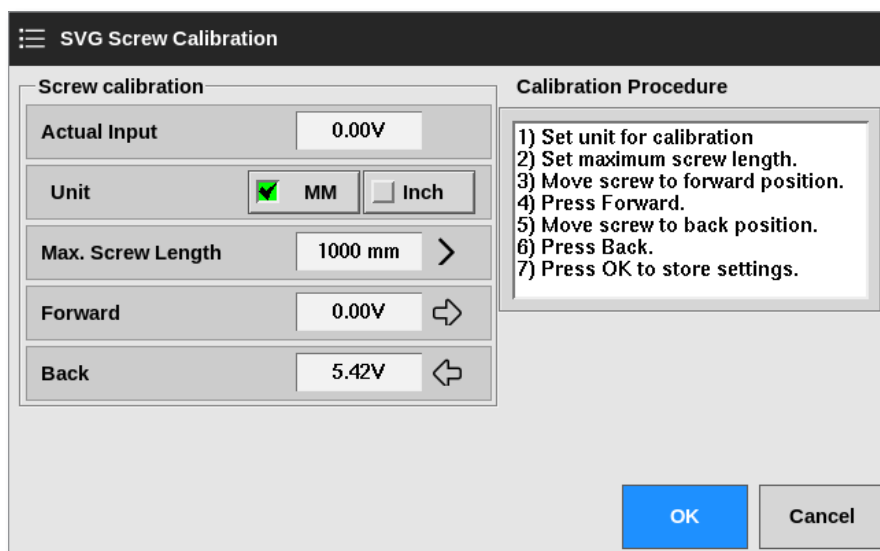 SVG Screw Calibration
Screw calibration
Actual Input 0.00V
Unit MM Inch
Max. Screw Length 1000 mm
Forward 0.00V
Back 5.42V
Calibration Procedure
1) Set unit for calibration
2) Set maximum screw length.
3) Move screw to forward position.
4) Press Forward.
5) Move screw to back position.
6) Press Back.
7) Press OK to store settings.
OK Cancel